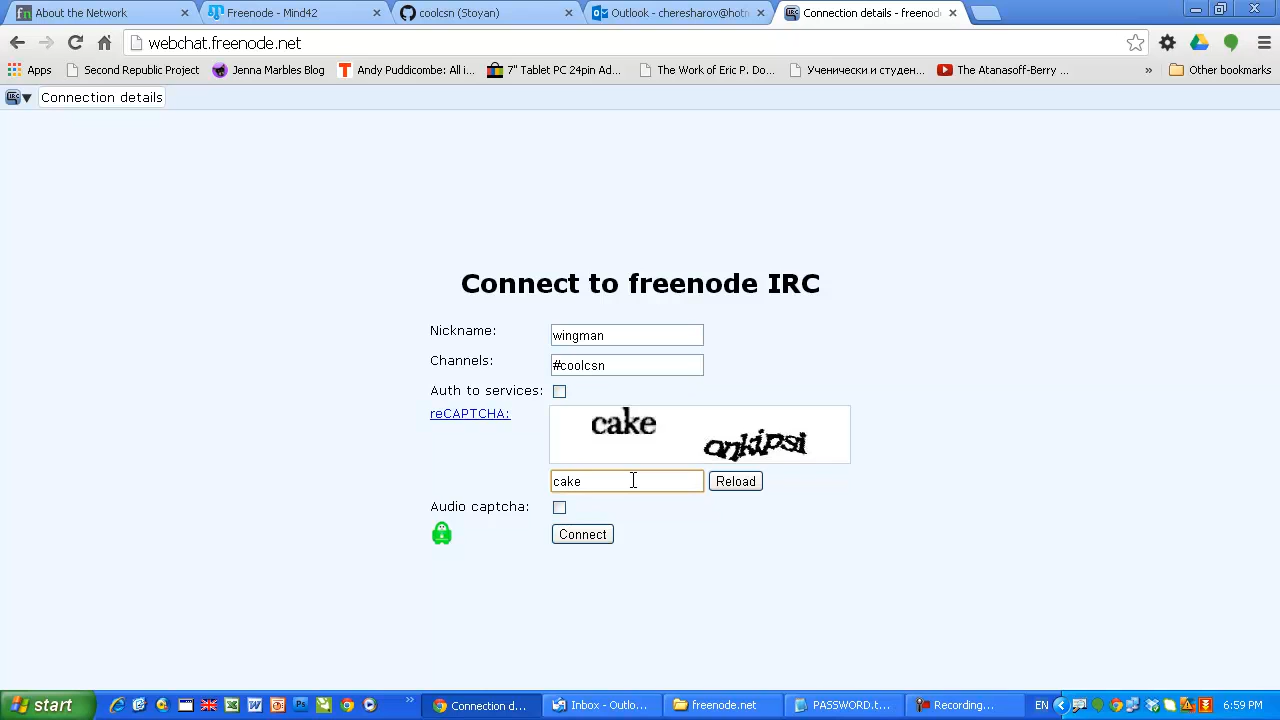 About the Network
Freenode - Mind42
coolcsn (Stoyan)
Outlook - cheresharov@hotn
Connection details - freenode
webchat.freenode.net
Apps
Second Republic Project
Jenna Marbles Blog
Andy Puddicombe: All i...
7" Tablet PC 24pin Ad...
The Work of Eric P. Do...
Ученически и студен...
The Atanasoff-Berry ...
»
Other bookmarks
Connection details
Connect to freenode IRC
Nickname:
wingman
Channels:
#coolcsn
Auth to services:
reCAPTCHA:
cake
onkipsi
cake
Reload
Audio captcha:
Connect
start
»
Connection d...
Inbox - Outlo...
freenode.net
PASSWORD.t...
Recording...
EN
6:59 PM